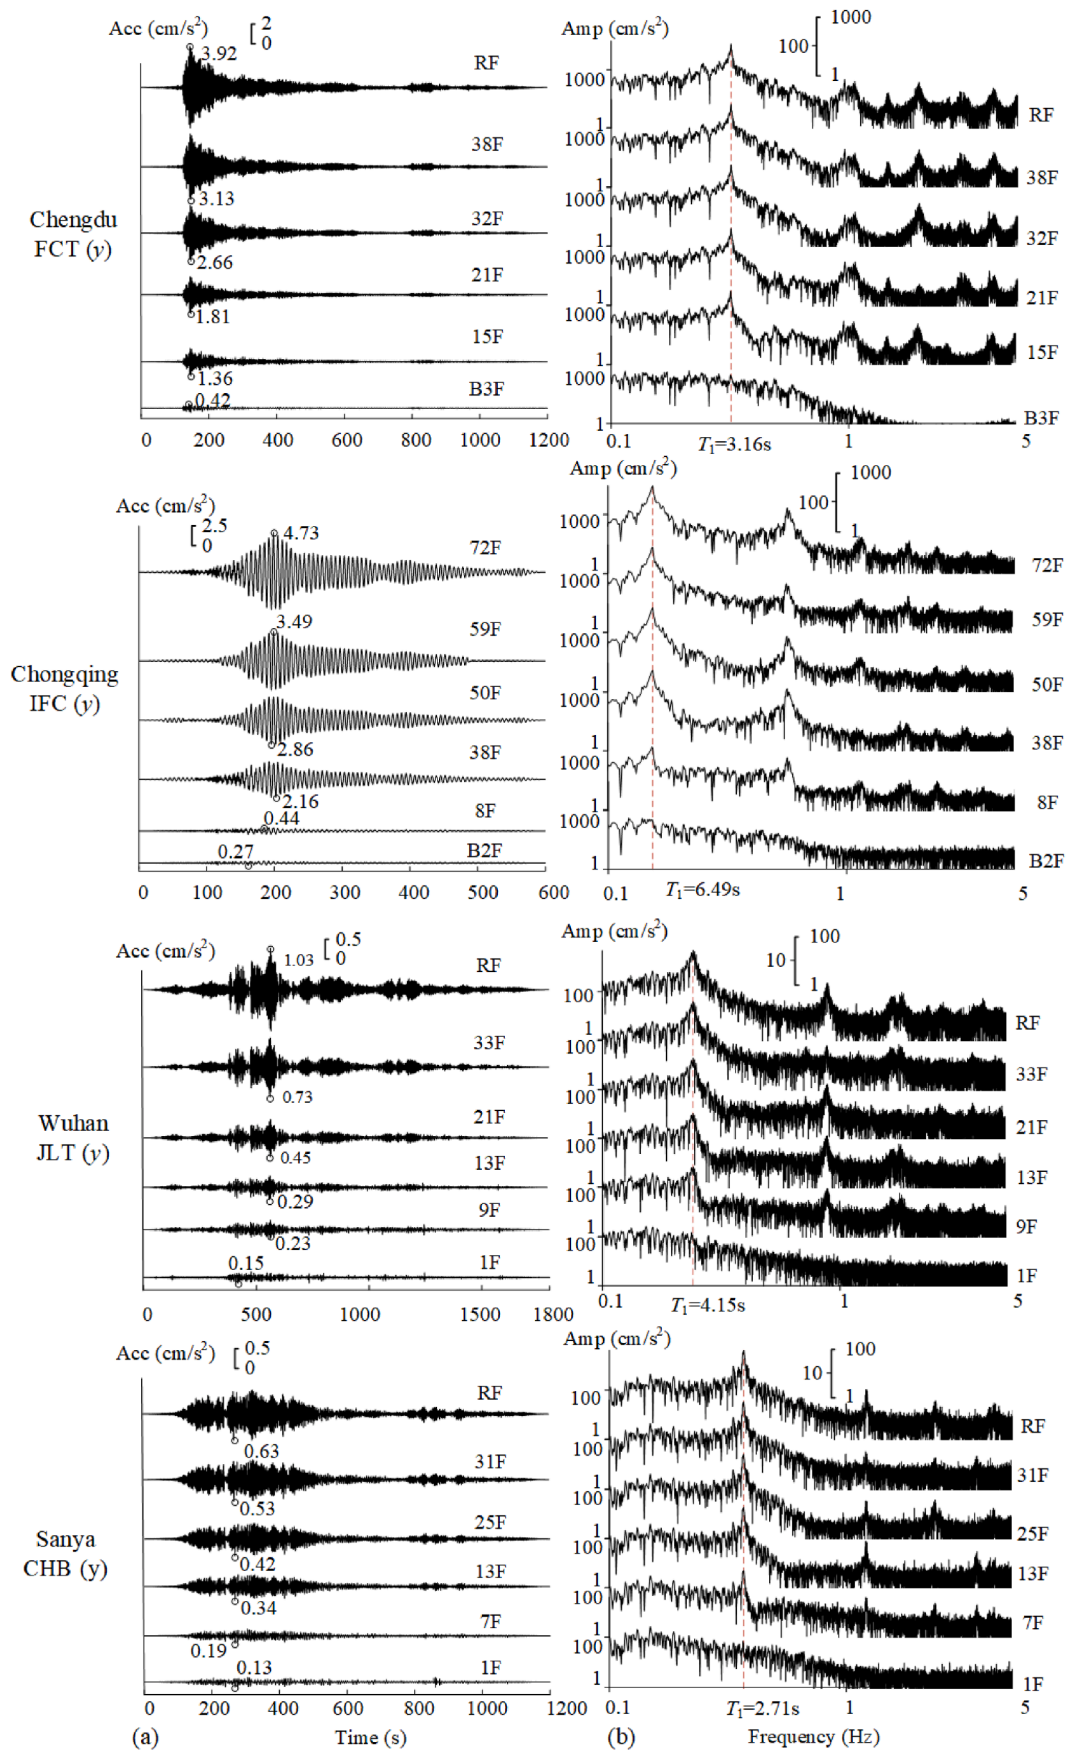 Acc (cm/s²)
2
0
3.92
RF
38F
3.13
32F
2.66
21F
1.81
15F
1.36
B3F
0.42
Chengdu
FCT (y)
0 200 400 600 800 1000 1200
Amp (cm/s²)
1000
100
1
1000
1
RF
1000
1
38F
1000
1
32F
1000
1
21F
1000
1
15F
1000
1
B3F
0.1 T₁=3.16s 1 5
Acc (cm/s²)
2.5
0
4.73
72F
3.49
59F
50F
2.86
38F
2.16
8F
0.44
0.27
B2F
Chongqing
IFC (y)
0 100 200 300 400 500 600
Amp (cm/s²)
1000
100
1
1000
1
72F
1000
1
59F
1000
1
50F
1000
1
38F
1000
1
8F
1000
1
B2F
0.1 T₁=6.49s 1 5
Acc (cm/s²)
0.5
0
1.03
RF
33F
0.73
21F
0.45
13F
0.29
9F
0.23
0.15
1F
Wuhan
JLT (y)
0 500 1000 1500 1800
Amp (cm/s²)
100
10
1
100
1
RF
100
1
33F
100
1
21F
100
1
13F
100
1
9F
100
1
1F
0.1 T₁=4.15s 1 5
Acc (cm/s²)
0.5
0
RF
0.63
31F
0.53
25F
0.42
13F
0.34
7F
0.19
0.13
1F
Sanya
CHB (y)
0 200 400 600 800 1000 1200
(a) Time (s)
Amp (cm/s²)
100
10
1
100
1
RF
100
1
31F
100
1
25F
100
1
13F
100
1
7F
100
1
1F
0.1 T₁=2.71s 1 5
(b) Frequency (Hz)